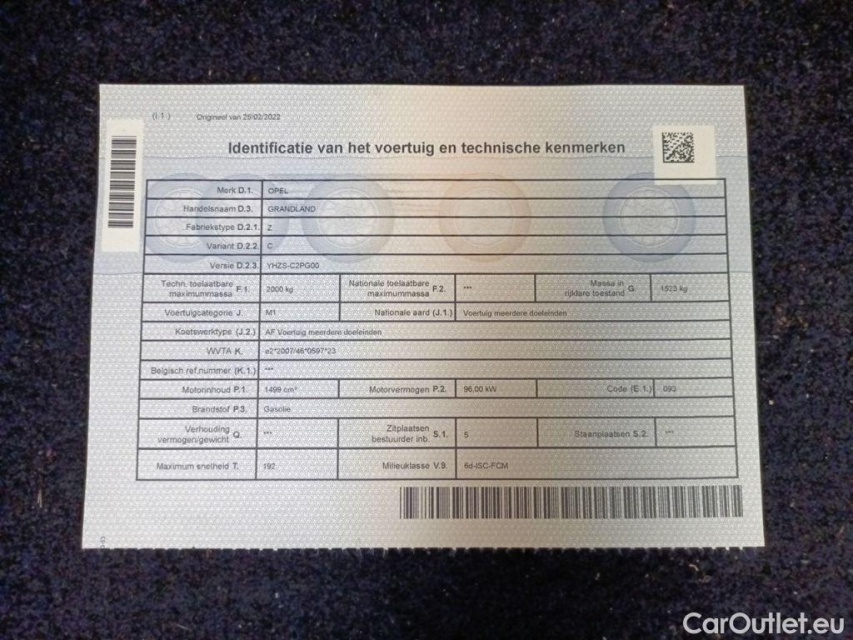 (I.1) Origineel van 25/02/2022
Identificatie van het voertuig en technische kenmerken
Merk D.1. OPEL
Handelsnaam D.3. GRANDLAND
Fabriekstype D.2.1. Z
Variant D.2.2. C
Versie D.2.3. YHZS-C2PG00
Techn. toelaatbare maximummassa F.1. 2000 kg Nationale toelaatbare maximummassa F.2. *** Massa in rijklare toestand G. 1523 kg
Voertuigcategorie J. M1 Nationale aard (J.1.) Voertuig meerdere doeleinden
Koetswerktype (J.2.) AF Voertuig meerdere doeleinden
WVTA K. e2*2007/46*0597*23
Belgisch ref.nummer (K.1.) ***
Motorinhoud P.1. 1499 cm³ Motorvermogen P.2. 96,00 kW Code (E.1.) 093
Brandstof P.3. Gasolie
Verhouding vermogen/gewicht Q. *** Zitplaatsen bestuurder inb. S.1. 5 Staanplaatsen S.2. ***
Maximum snelheid T. 192 Milieuklasse V.9. 6d-ISC-FCM
CarOutlet.eu